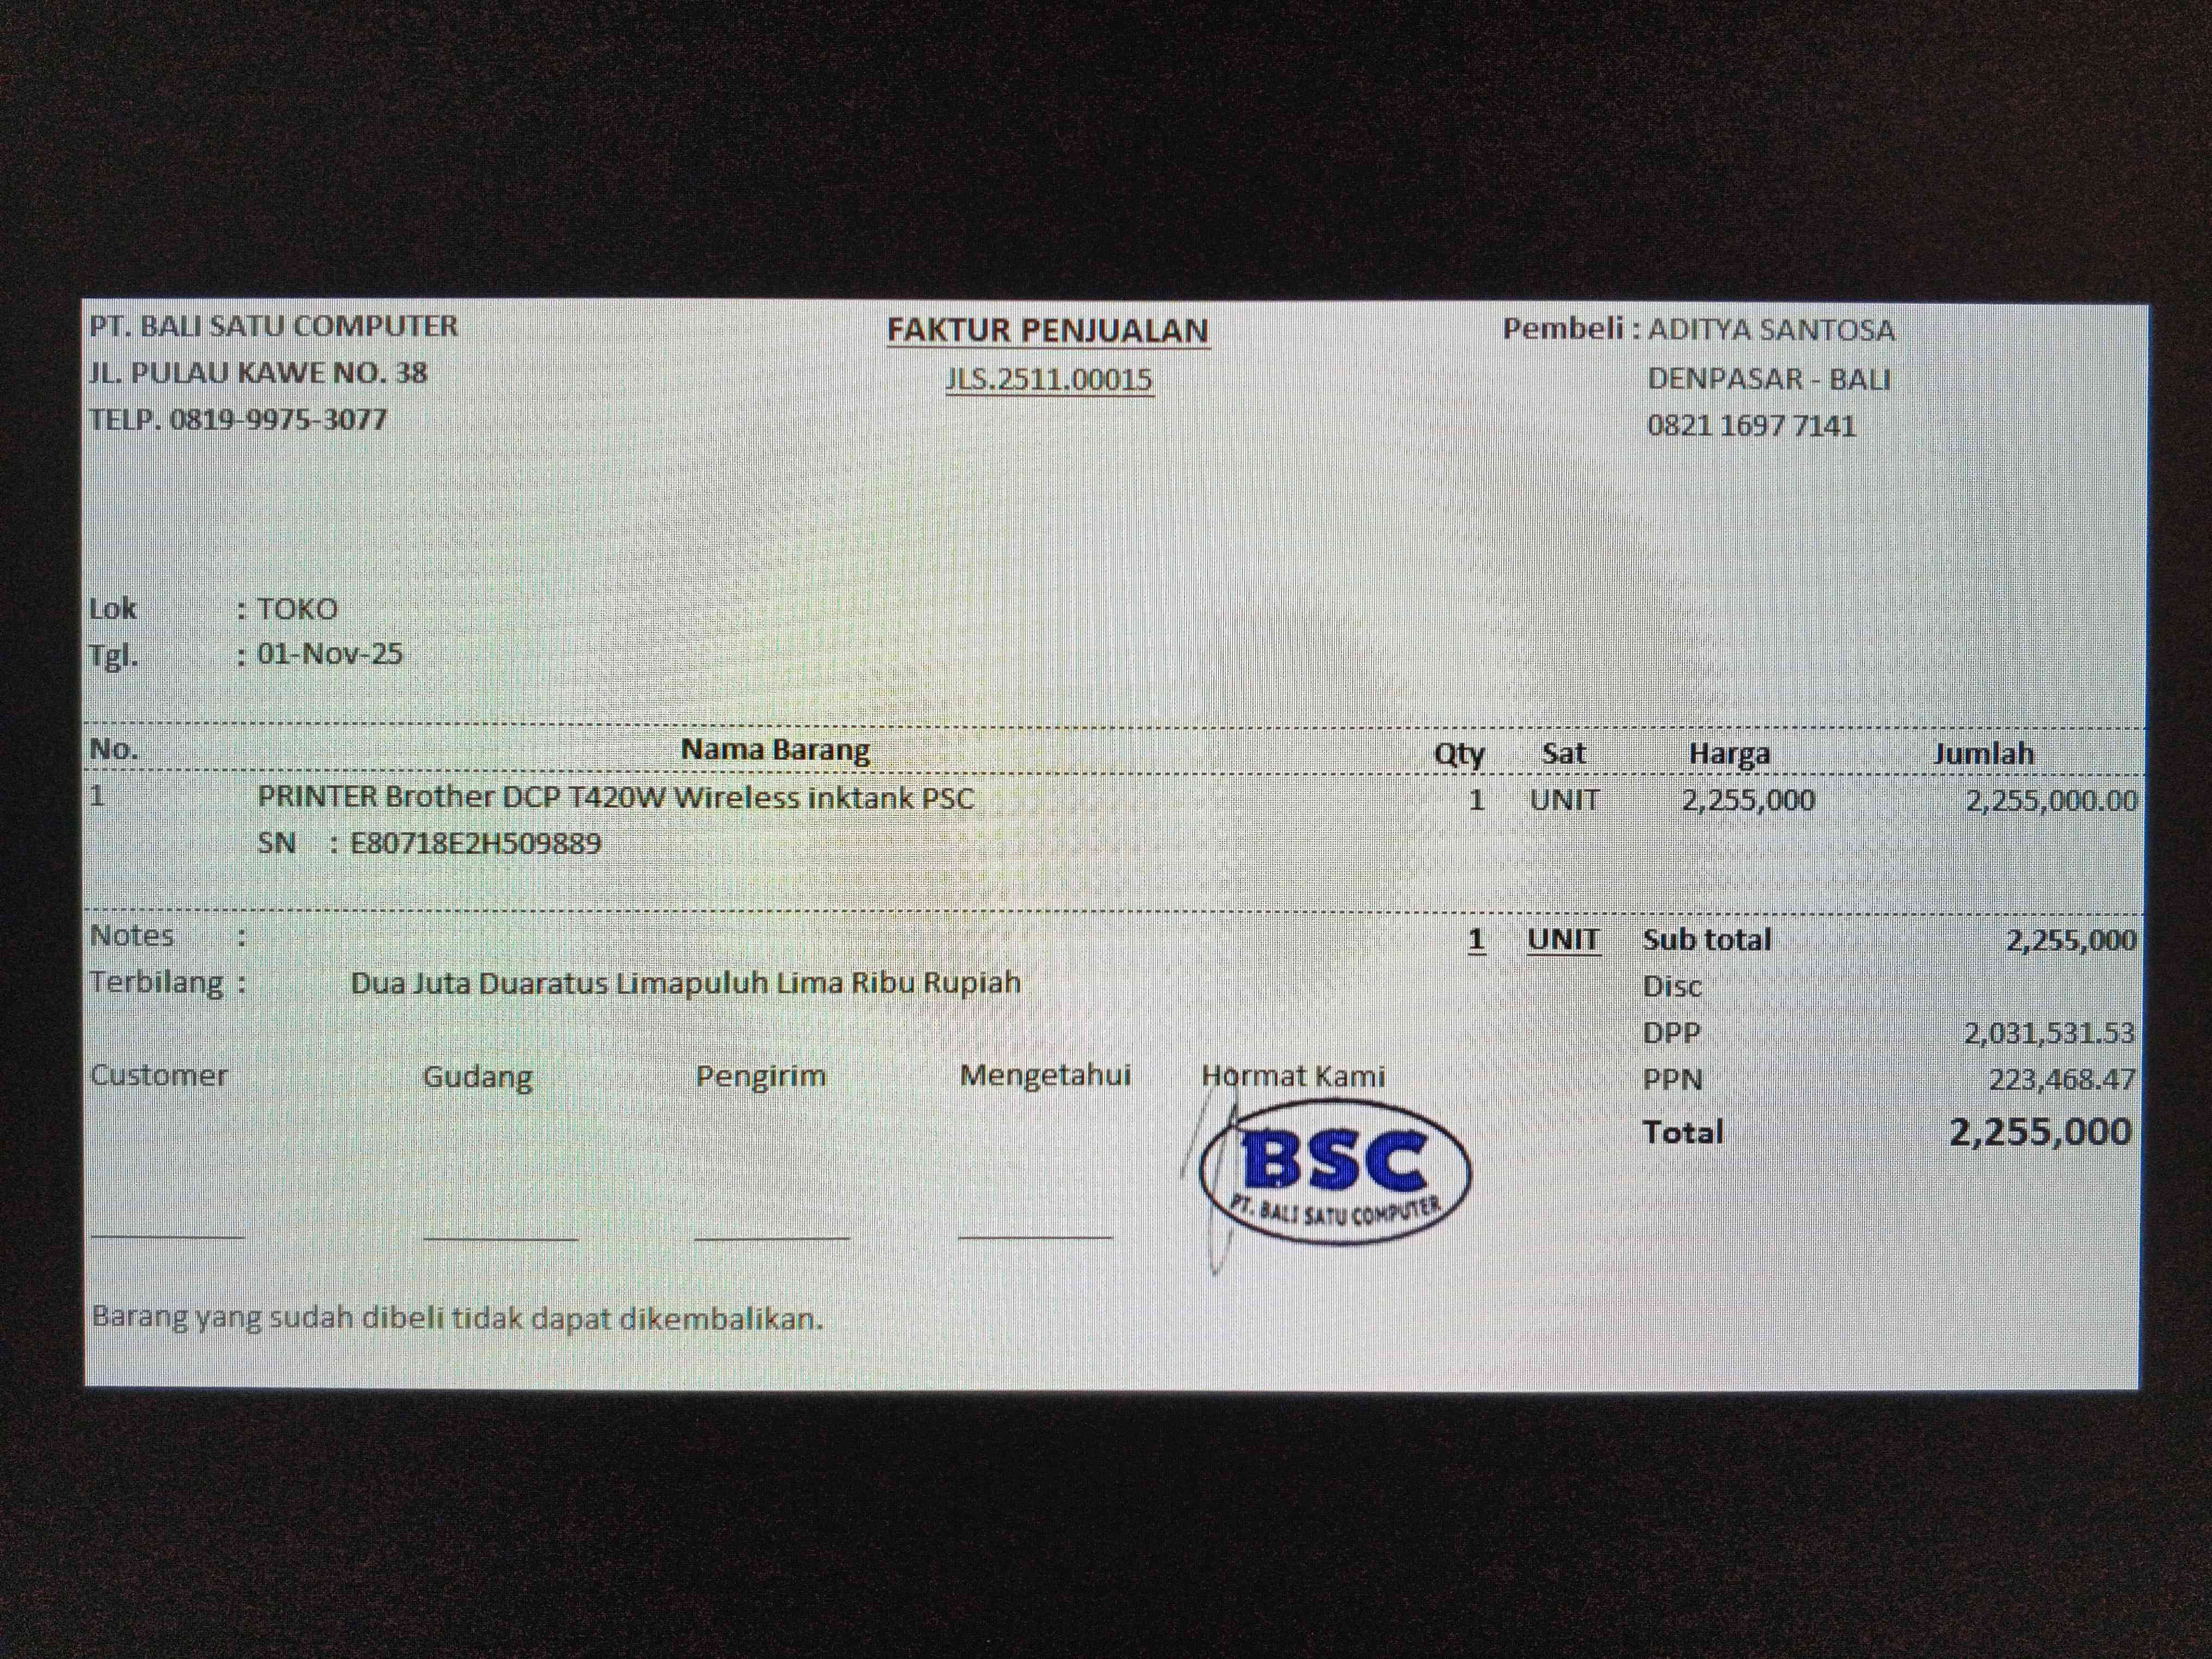 PT. BALI SATU COMPUTER
JL. PULAU KAWE NO. 38
TELP. 0819-9975-3077
FAKTUR PENJUALAN
JLS.2511.00015
Pembeli : ADITYA SANTOSA
DENPASAR - BALI
0821 1697 7141
Lok : TOKO
Tgl. : 01-Nov-25
No. Nama Barang Qty Sat Harga Jumlah
1 PRINTER Brother DCP T420W Wireless inktank PSC 1 UNIT 2,255,000 2,255,000.00
SN : E80718E2H509889
Notes : 1 UNIT Sub total 2,255,000
Terbilang : Dua Juta Duaratus Limapuluh Lima Ribu Rupiah
Disc
DPP 2,031,531.53
PPN 223,468.47
Total 2,255,000
Customer Gudang Pengirim Mengetahui Hormat Kami
BSC
PT. BALI SATU COMPUTER
Barang yang sudah dibeli tidak dapat dikembalikan.